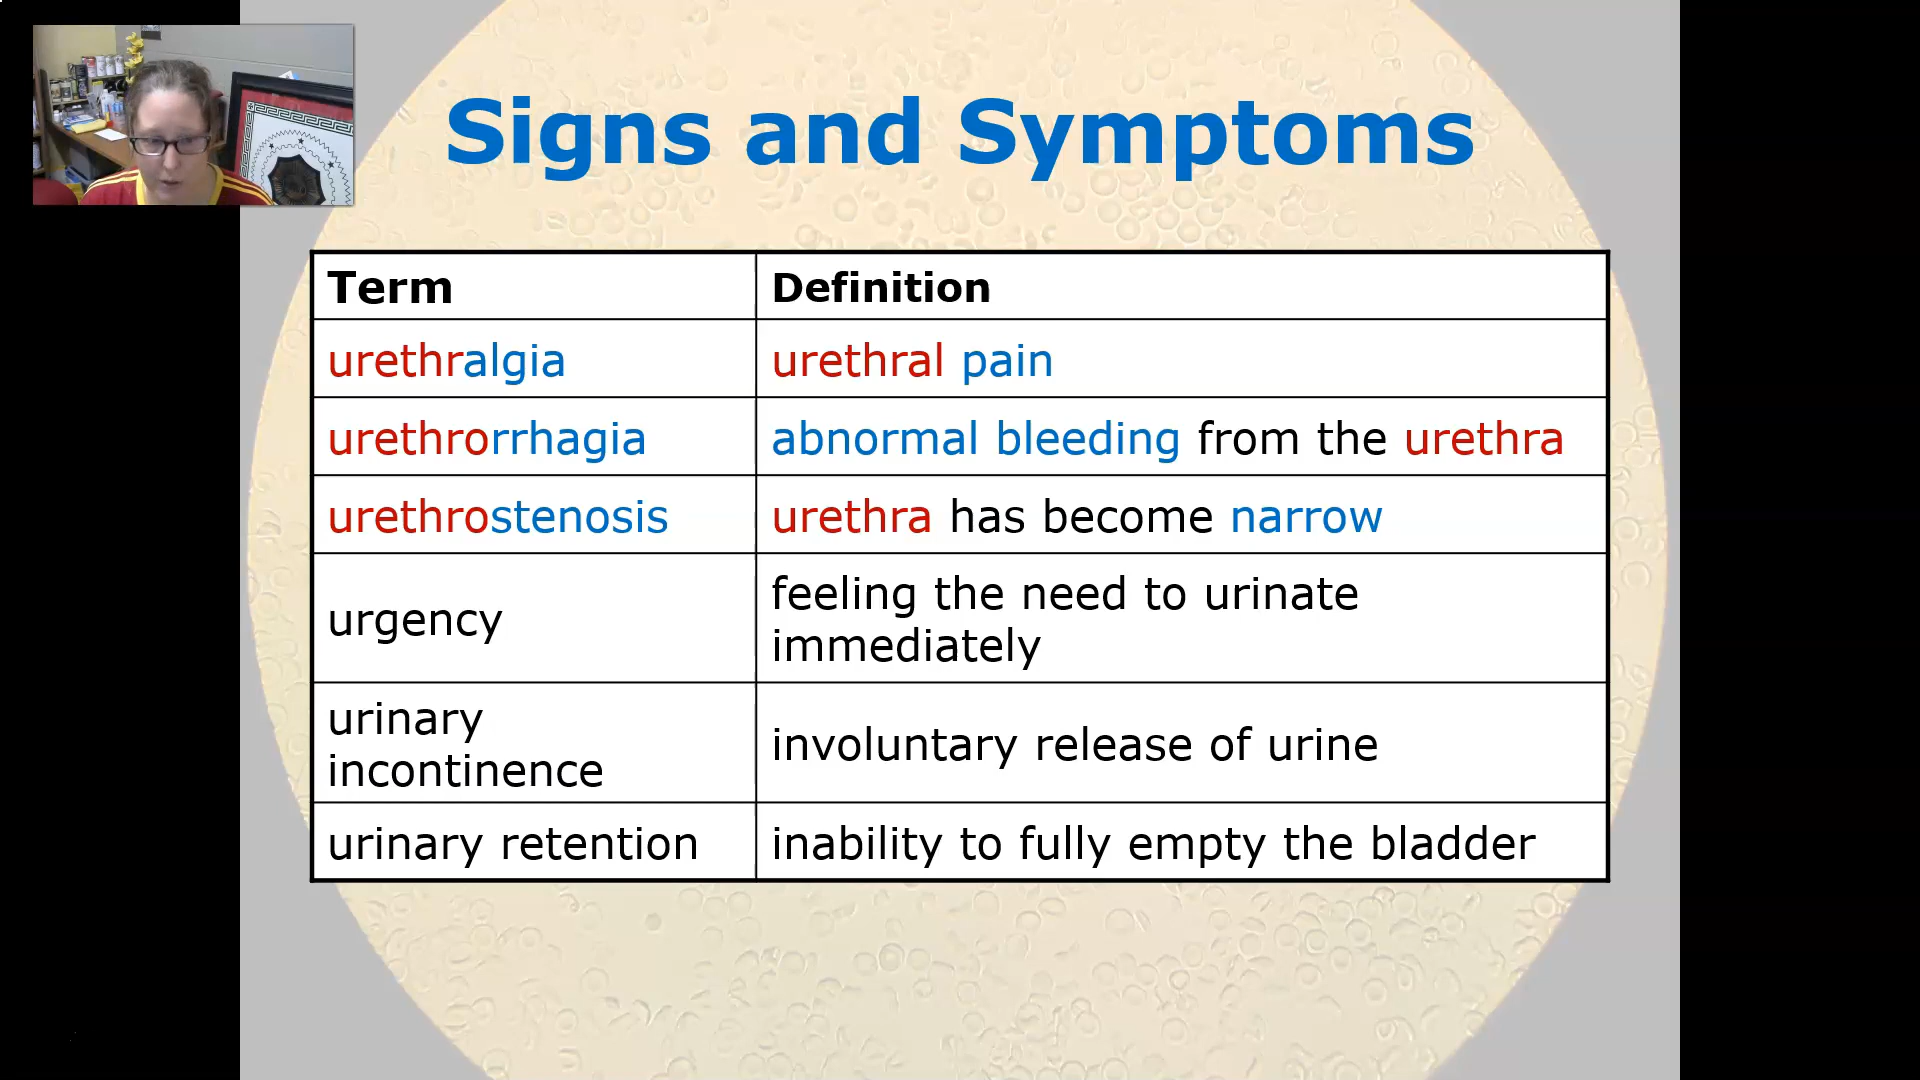 Signs and Symptoms
Term Definition
urethralgia urethral pain
urethrorrhagia abnormal bleeding from the urethra
urethrostenosis urethra has become narrow
urgency feeling the need to urinate
immediately
urinary
incontinence involuntary release of urine
urinary retention inability to fully empty the bladder